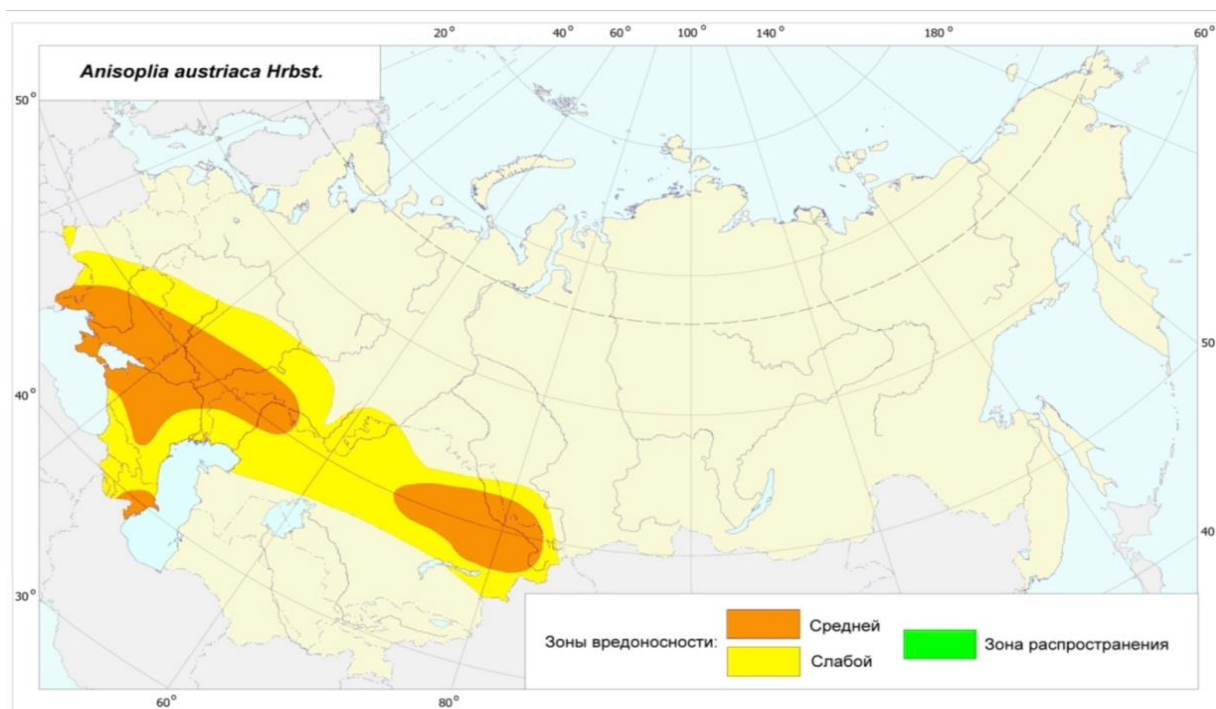 20° 40° 60° 100° 140° 180° 60°
Anisoplia austriaca Hrbst.
50°
50
40°
40
30°
Зоны вредоносности:
Средней
Слабой
Зона распространения
60° 80°